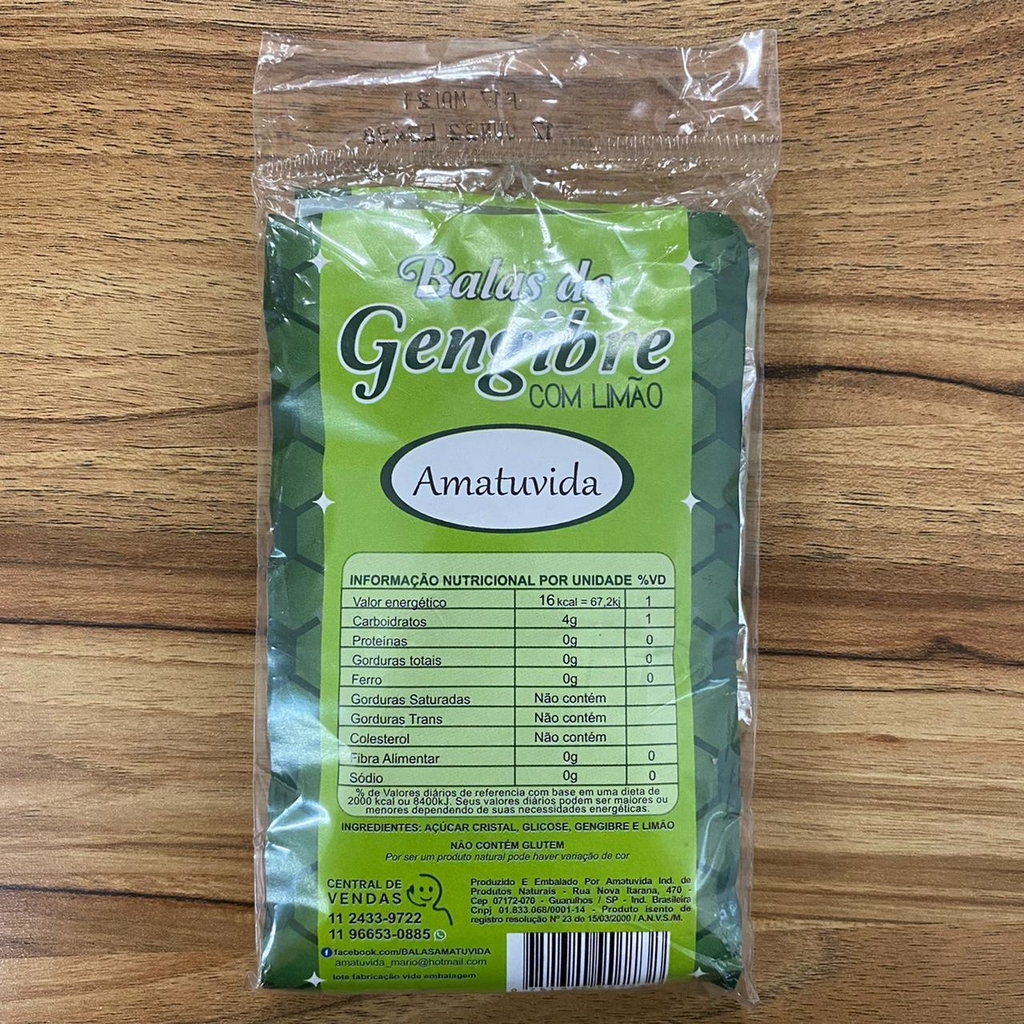 F17 MAI21
17 JUN22 L2498
Balas de
Gengibre
COM LIMÃO
Amatuvida
INFORMAÇÃO NUTRICIONAL POR UNIDADE %VD
Valor energético 16 kcal = 67,2kj 1
Carboidratos 4g 1
Proteínas 0g 0
Gorduras totais 0g 0
Ferro 0g 0
Gorduras Saturadas Não contém
Gorduras Trans Não contém
Colesterol Não contém
Fibra Alimentar 0g 0
Sódio 0g 0
% de Valores diários de referencia com base em uma dieta de
2000 kcal ou 8400kJ. Seus valores diários podem ser maiores ou
menores dependendo de suas necessidades energéticas.
INGREDIENTES: AÇÚCAR CRISTAL, GLICOSE, GENGIBRE E LIMÃO
NÃO CONTÉM GLUTEM
Por ser um produto natural pode haver variação de cor
CENTRAL DE
VENDAS
11 2433-9722
11 96653-0885
facebook.com/BALASAMATUVIDA
amatuvida_mario@hotmail.com
lote fabricação vide embalagem
Produzido E Embalado Por Amatuvida Ind. de
Produtos Naturais - Rua Nova Itarana, 470 -
Cep 07172-070 - Guarulhos / SP - Ind. Brasileira
Cnpj 01.833.068/0001-14 - Produto isento de
registro resolução Nº 23 de 15/03/2000 / A.N.V.S./M.